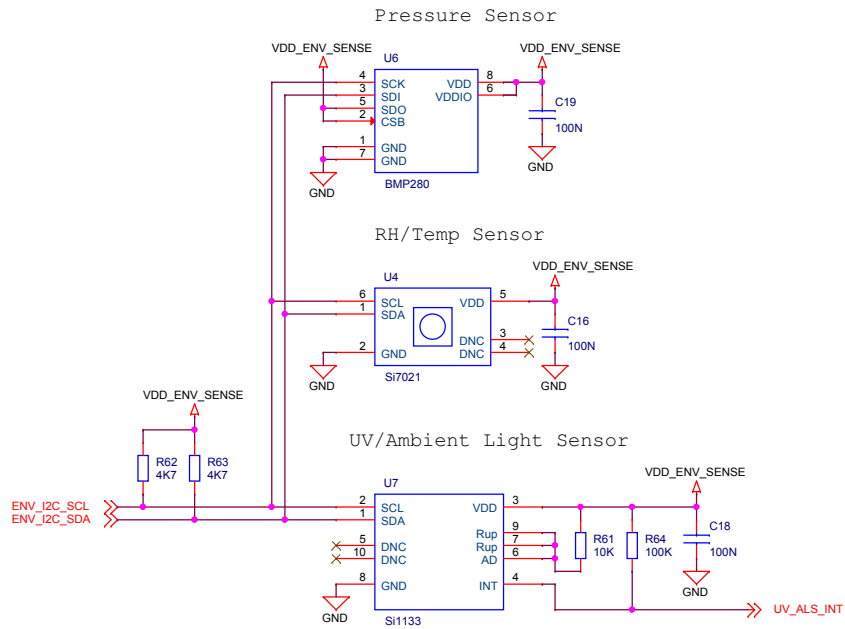 Pressure Sensor
VDD_ENV_SENSE
VDD_ENV_SENSE
U6
4 SCK VDD 8
3 SDI VDDIO 6
5 SDO
2 CSB
C19
100N
1 GND
7 GND
GND
GND
BMP280
RH/Temp Sensor
VDD_ENV_SENSE
U4
6 SCL VDD 5
1 SDA
C16
100N
DNC 3
2 GND DNC 4
GND
GND
Si7021
VDD_ENV_SENSE
UV/Ambient Light Sensor
R62
4K7
R63
4K7
VDD_ENV_SENSE
U7
ENV_I2C_SCL
ENV_I2C_SDA
2 SCL VDD 3
1 SDA
Rup 9
5 DNC Rup 7
10 DNC AD 6
8 GND INT 4
R61
10K
R64
100K
C18
100N
GND
GND
UV_ALS_INT
Si1133